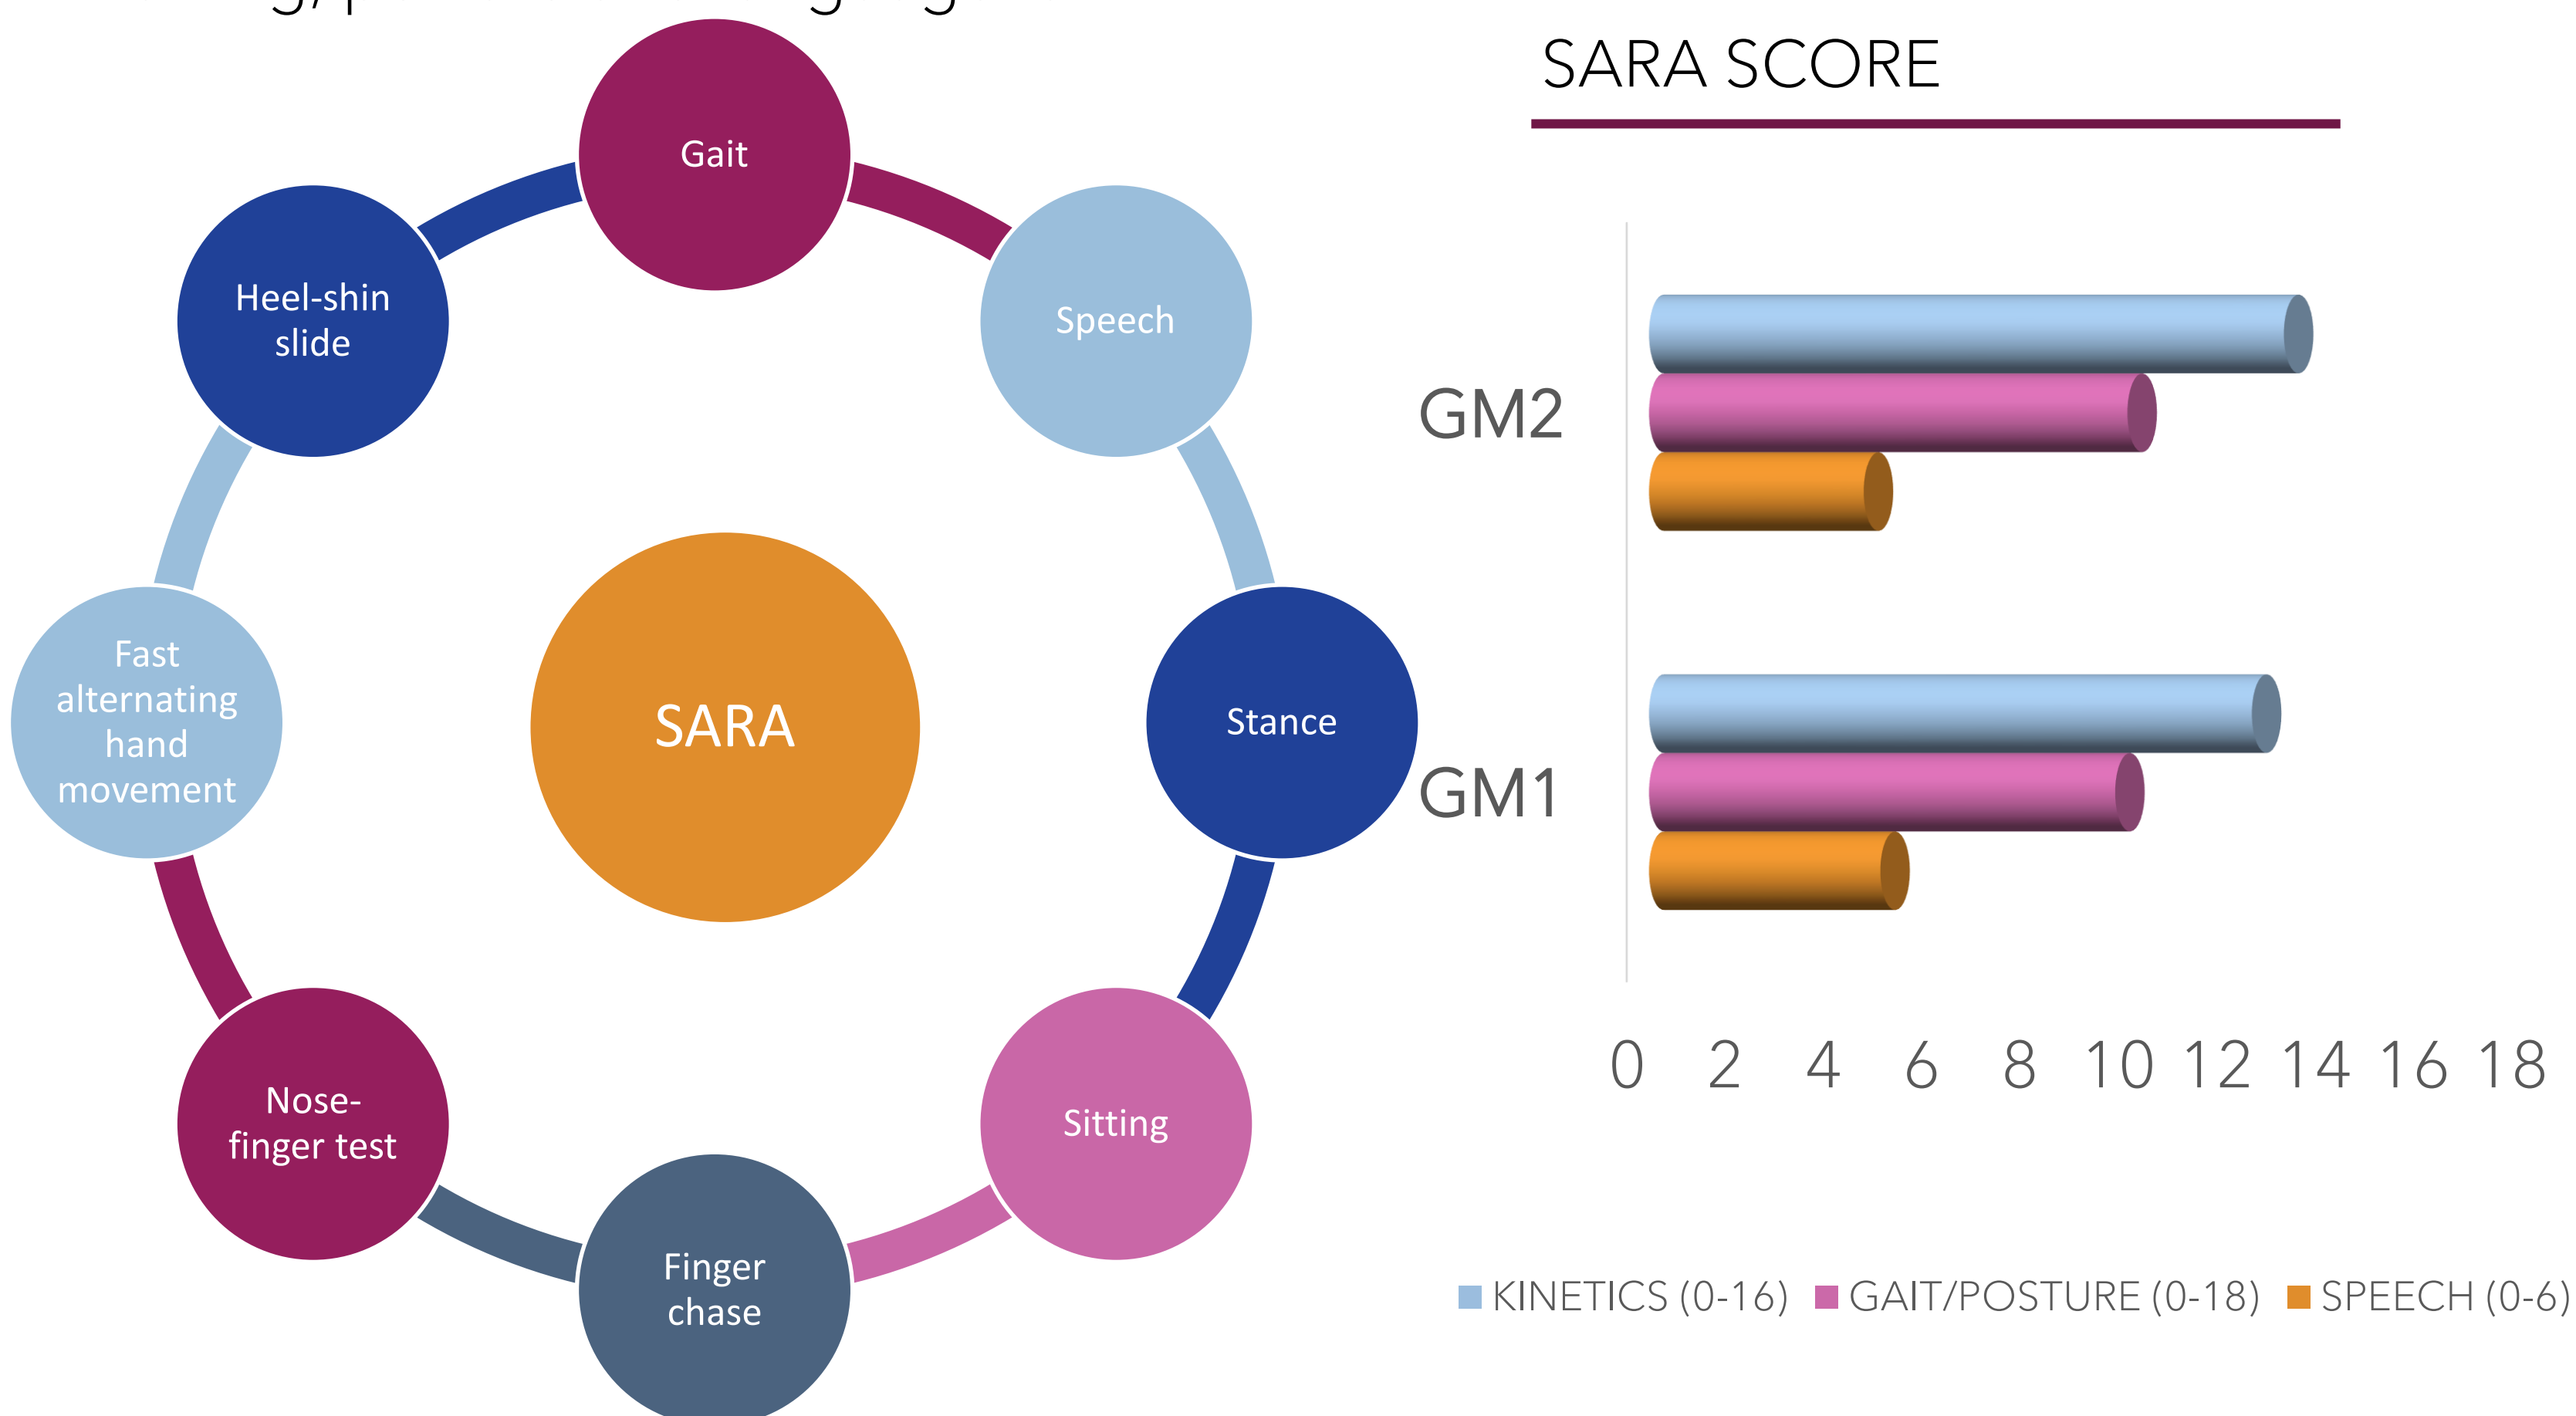 Gait
Speech
Stance
Sitting
Finger
chase
Nose-
finger test
Fast
alternating
hand
movement
Heel-shin
slide
SARA
SARA SCORE
GM2
GM1
0 2 4 6 8 10 12 14 16 18
KINETICS (0-16) GAIT/POSTURE (0-18) SPEECH (0-6)